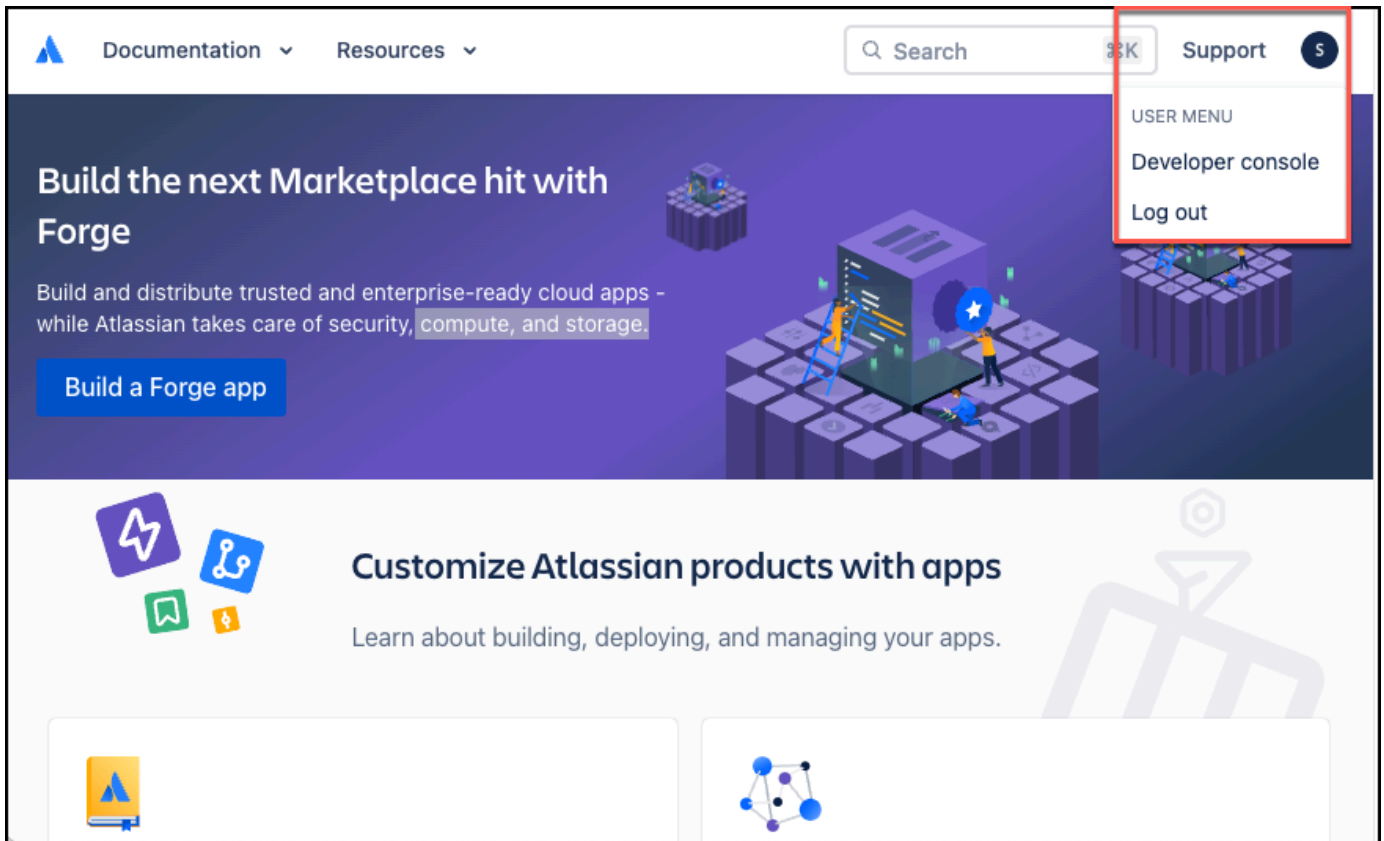 Documentation
Resources
Search
⌘K
Support
S
USER MENU
Developer console
Log out
Build the next Marketplace hit with
Forge
Build and distribute trusted and enterprise-ready cloud apps -
while Atlassian takes care of security, compute, and storage.
Build a Forge app
Customize Atlassian products with apps
Learn about building, deploying, and managing your apps.